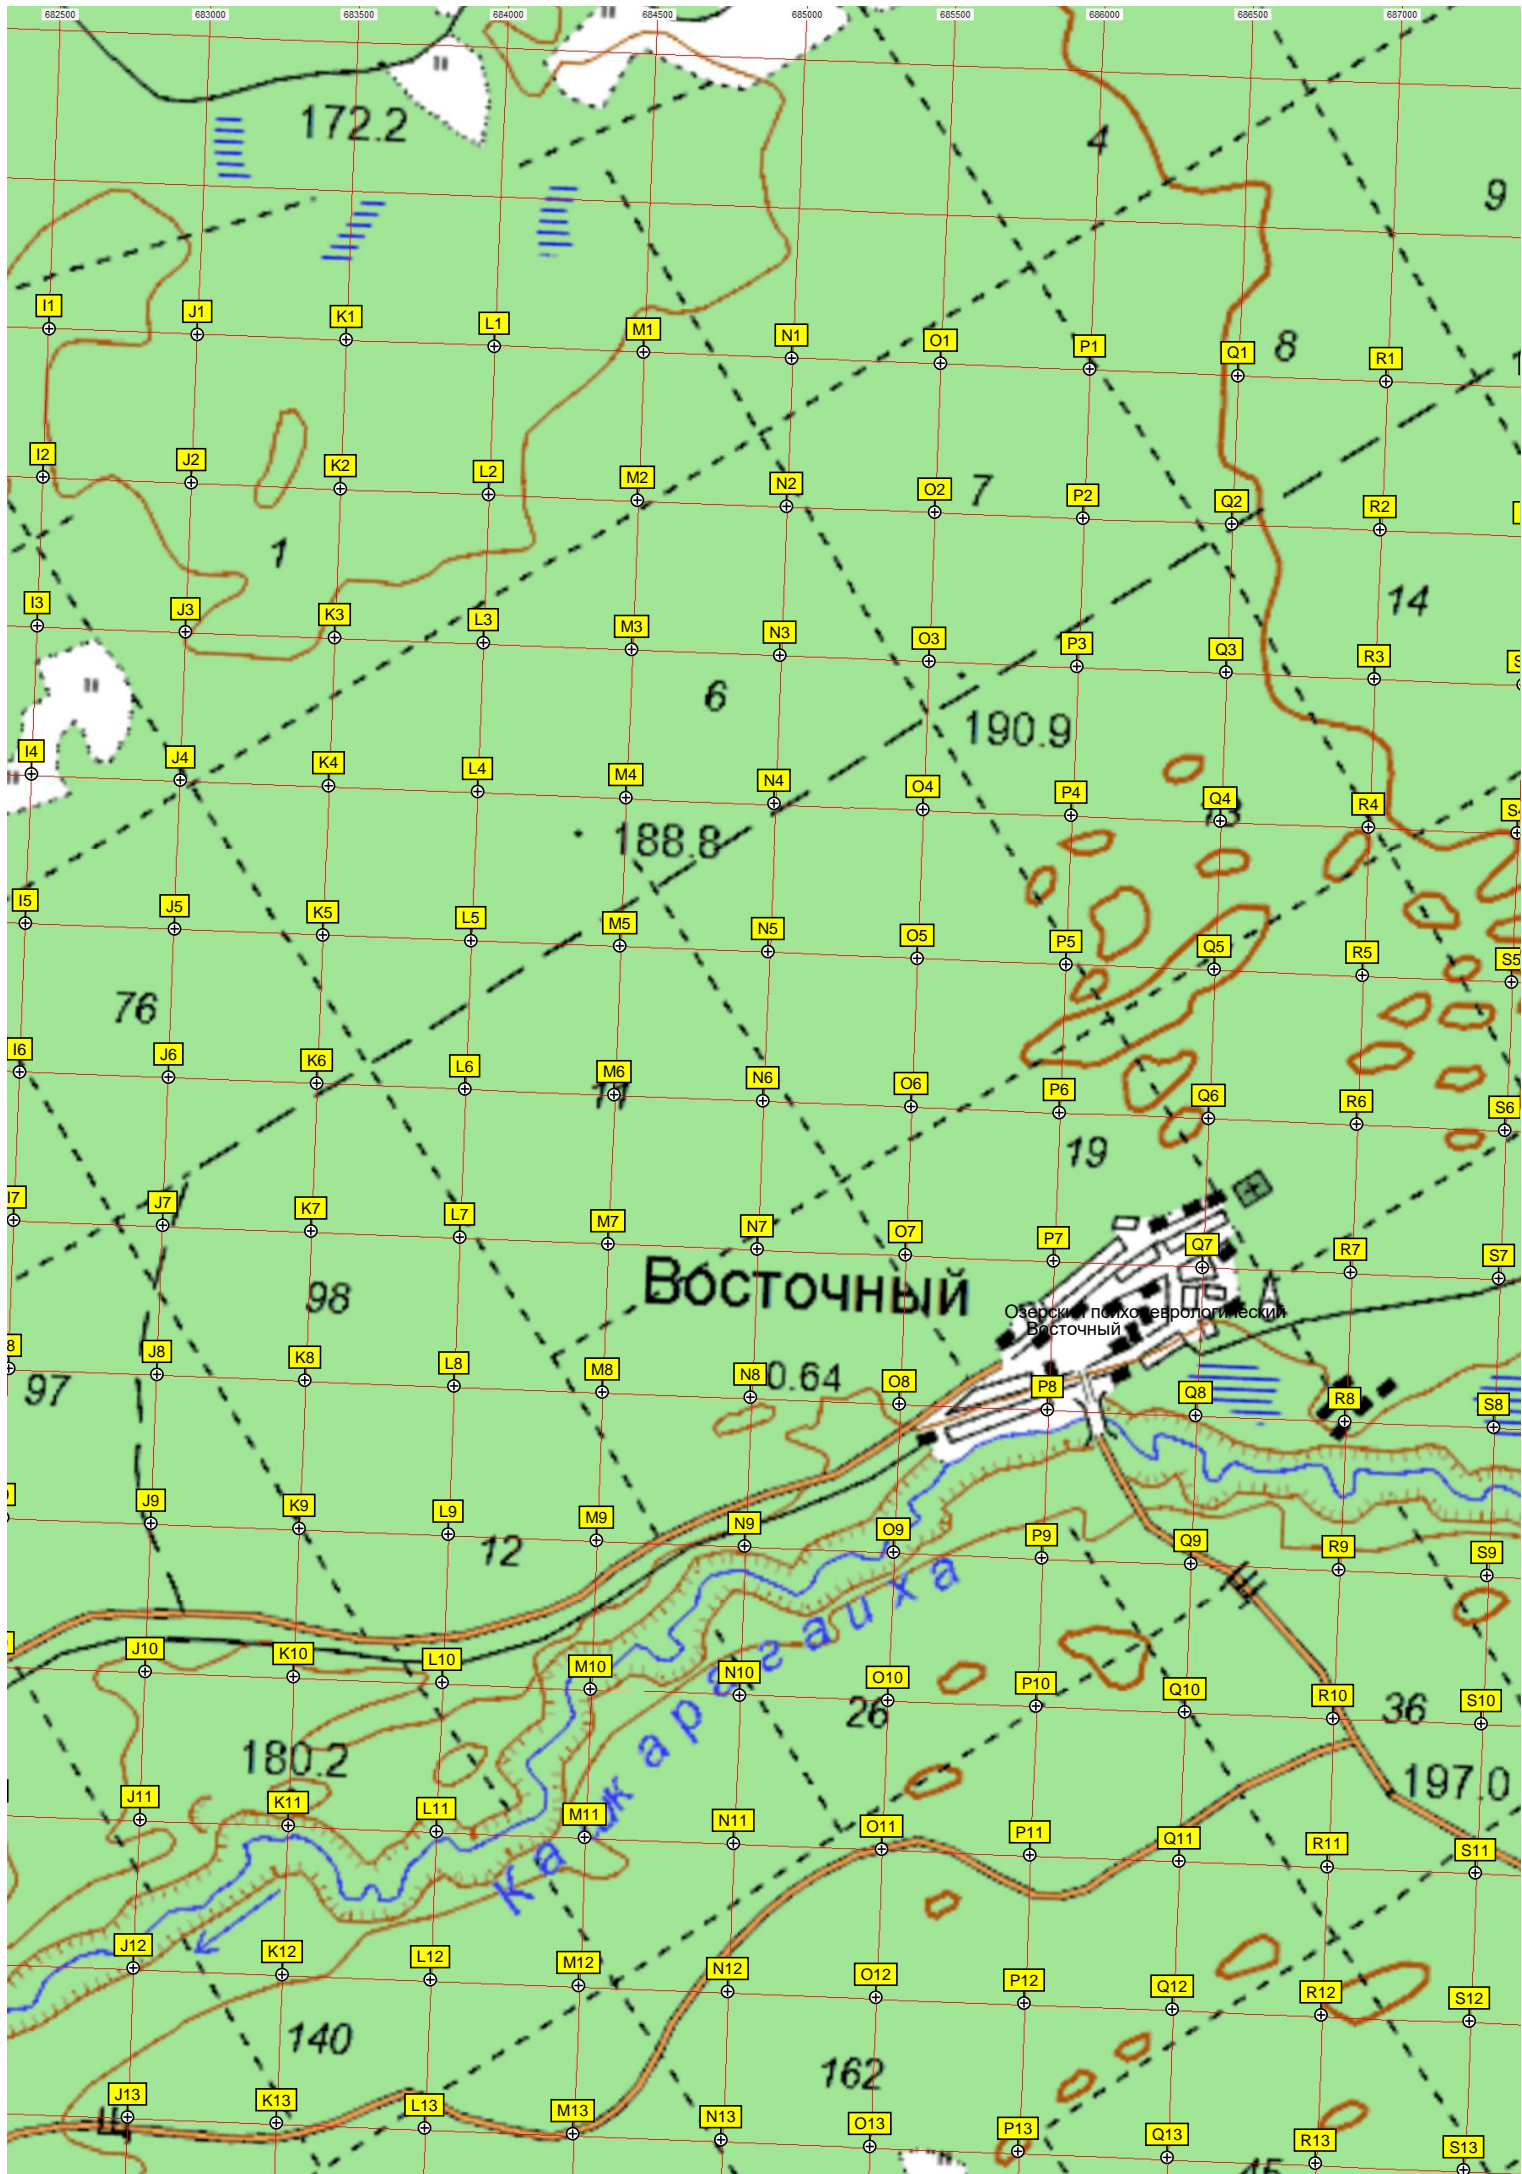 682500 683000 683500 684000 684500 685000 685500 686000 686500 687000
172.2
4
9
I1 J1 K1 L1 M1 N1 O1 P1 Q1 R1
8
I2 J2 K2 L2 M2 N2 O2 P2 Q2 R2
7
1
14
I3 J3 K3 L3 M3 N3 O3 P3 Q3 R3
6
190.9
I4 J4 K4 L4 M4 N4 O4 P4 Q4 R4 S4
188.8
I5 J5 K5 L5 M5 N5 O5 P5 Q5 R5 S5
76
I6 J6 K6 L6 M6 N6 O6 P6 Q6 R6 S6
19
I7 J7 K7 L7 M7 N7 O7 P7 Q7 R7 S7
Восточный
98
Озерский психоневрологический
Восточный
8 J8 K8 L8 M8 N8 O8 P8 Q8 R8 S8
0.64
97
J9 K9 L9 M9 N9 O9 P9 Q9 R9 S9
12
Кажарагаиха
J10 K10 L10 M10 N10 O10 P10 Q10 R10 S10
26
36
180.2
197.0
J11 K11 L11 M11 N11 O11 P11 Q11 R11 S11
J12 K12 L12 M12 N12 O12 P12 Q12 R12 S12
140
162
J13 K13 L13 M13 N13 O13 P13 Q13 R13 S13